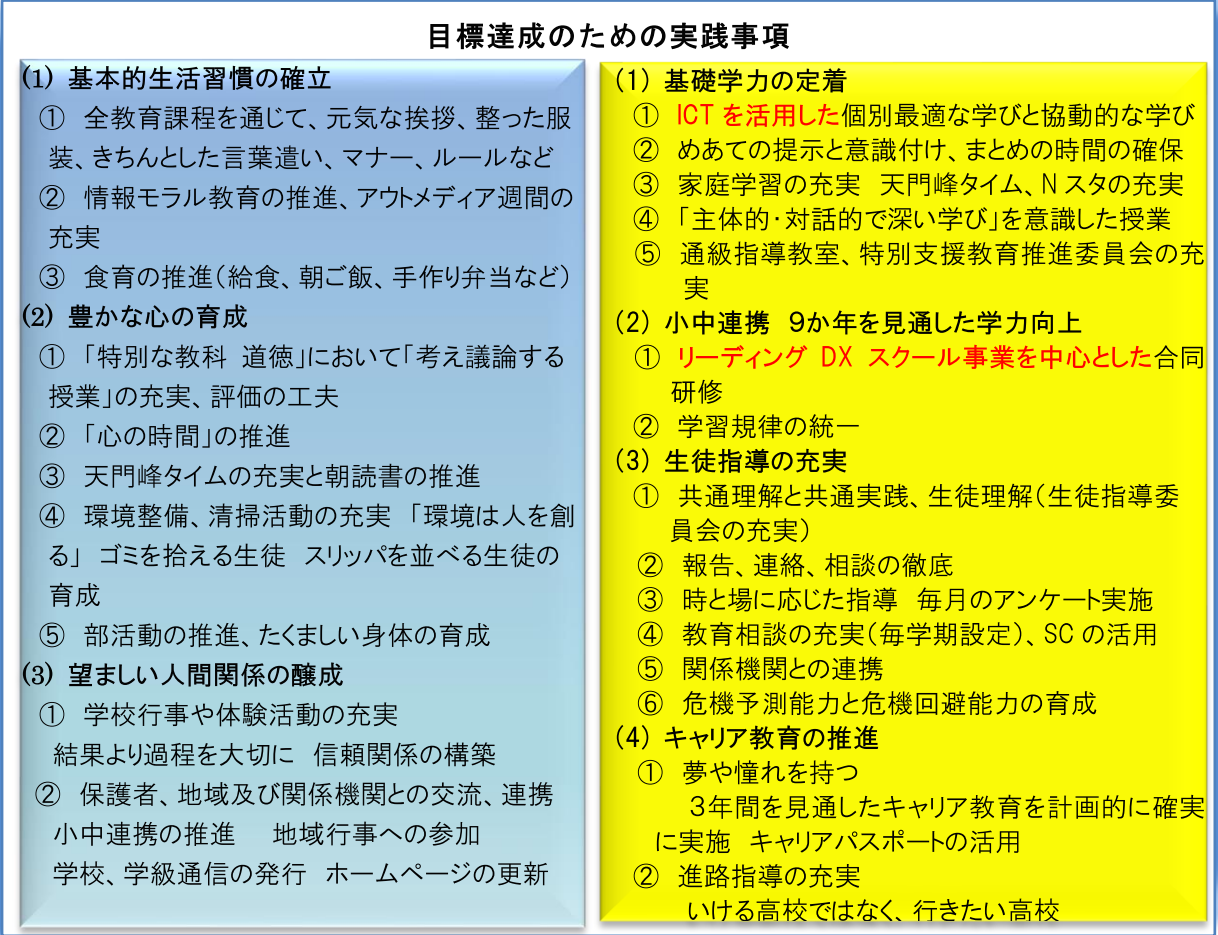 目標達成のための実践事項
(1) 基本的生活習慣の確立
① 全教育課程を通じて、元気な挨拶、整った服
装、きちんとした言葉遣い、マナー、ルールなど
② 情報モラル教育の推進、アウトメディア週間の
充実
③ 食育の推進(給食、朝ご飯、手作り弁当など)
(2) 豊かな心の育成
① 「特別な教科 道徳」において「考え議論する
授業」の充実、評価の工夫
② 「心の時間」の推進
③ 天門峰タイムの充実と朝読書の推進
④ 環境整備、清掃活動の充実 「環境は人を創
る」 ゴミを拾える生徒 スリッパを並べる生徒の
育成
⑤ 部活動の推進、たくましい身体の育成
(3) 望ましい人間関係の醸成
① 学校行事や体験活動の充実
結果より過程を大切に 信頼関係の構築
② 保護者、地域及び関係機関との交流、連携
小中連携の推進 地域行事への参加
学校、学級通信の発行 ホームページの更新
(1) 基礎学力の定着
① ICTを活用した個別最適な学びと協動的な学び
② めあての提示と意識付け、まとめの時間の確保
③ 家庭学習の充実 天門峰タイム、Nスタの充実
④ 「主体的・対話的で深い学び」を意識した授業
⑤ 通級指導教室、特別支援教育推進委員会の充
実
(2) 小中連携 9か年を見通した学力向上
① リーディング DX スクール事業を中心とした合同
研修
② 学習規律の統一
(3) 生徒指導の充実
① 共通理解と共通実践、生徒理解(生徒指導委
員会の充実)
② 報告、連絡、相談の徹底
③ 時と場に応じた指導 毎月のアンケート実施
④ 教育相談の充実(毎学期設定)、SCの活用
⑤ 関係機関との連携
⑥ 危機予測能力と危機回避能力の育成
(4) キャリア教育の推進
① 夢や憧れを持つ
3年間を見通したキャリア教育を計画的に確実
に実施 キャリアパスポートの活用
② 進路指導の充実
いける高校ではなく、行きたい高校